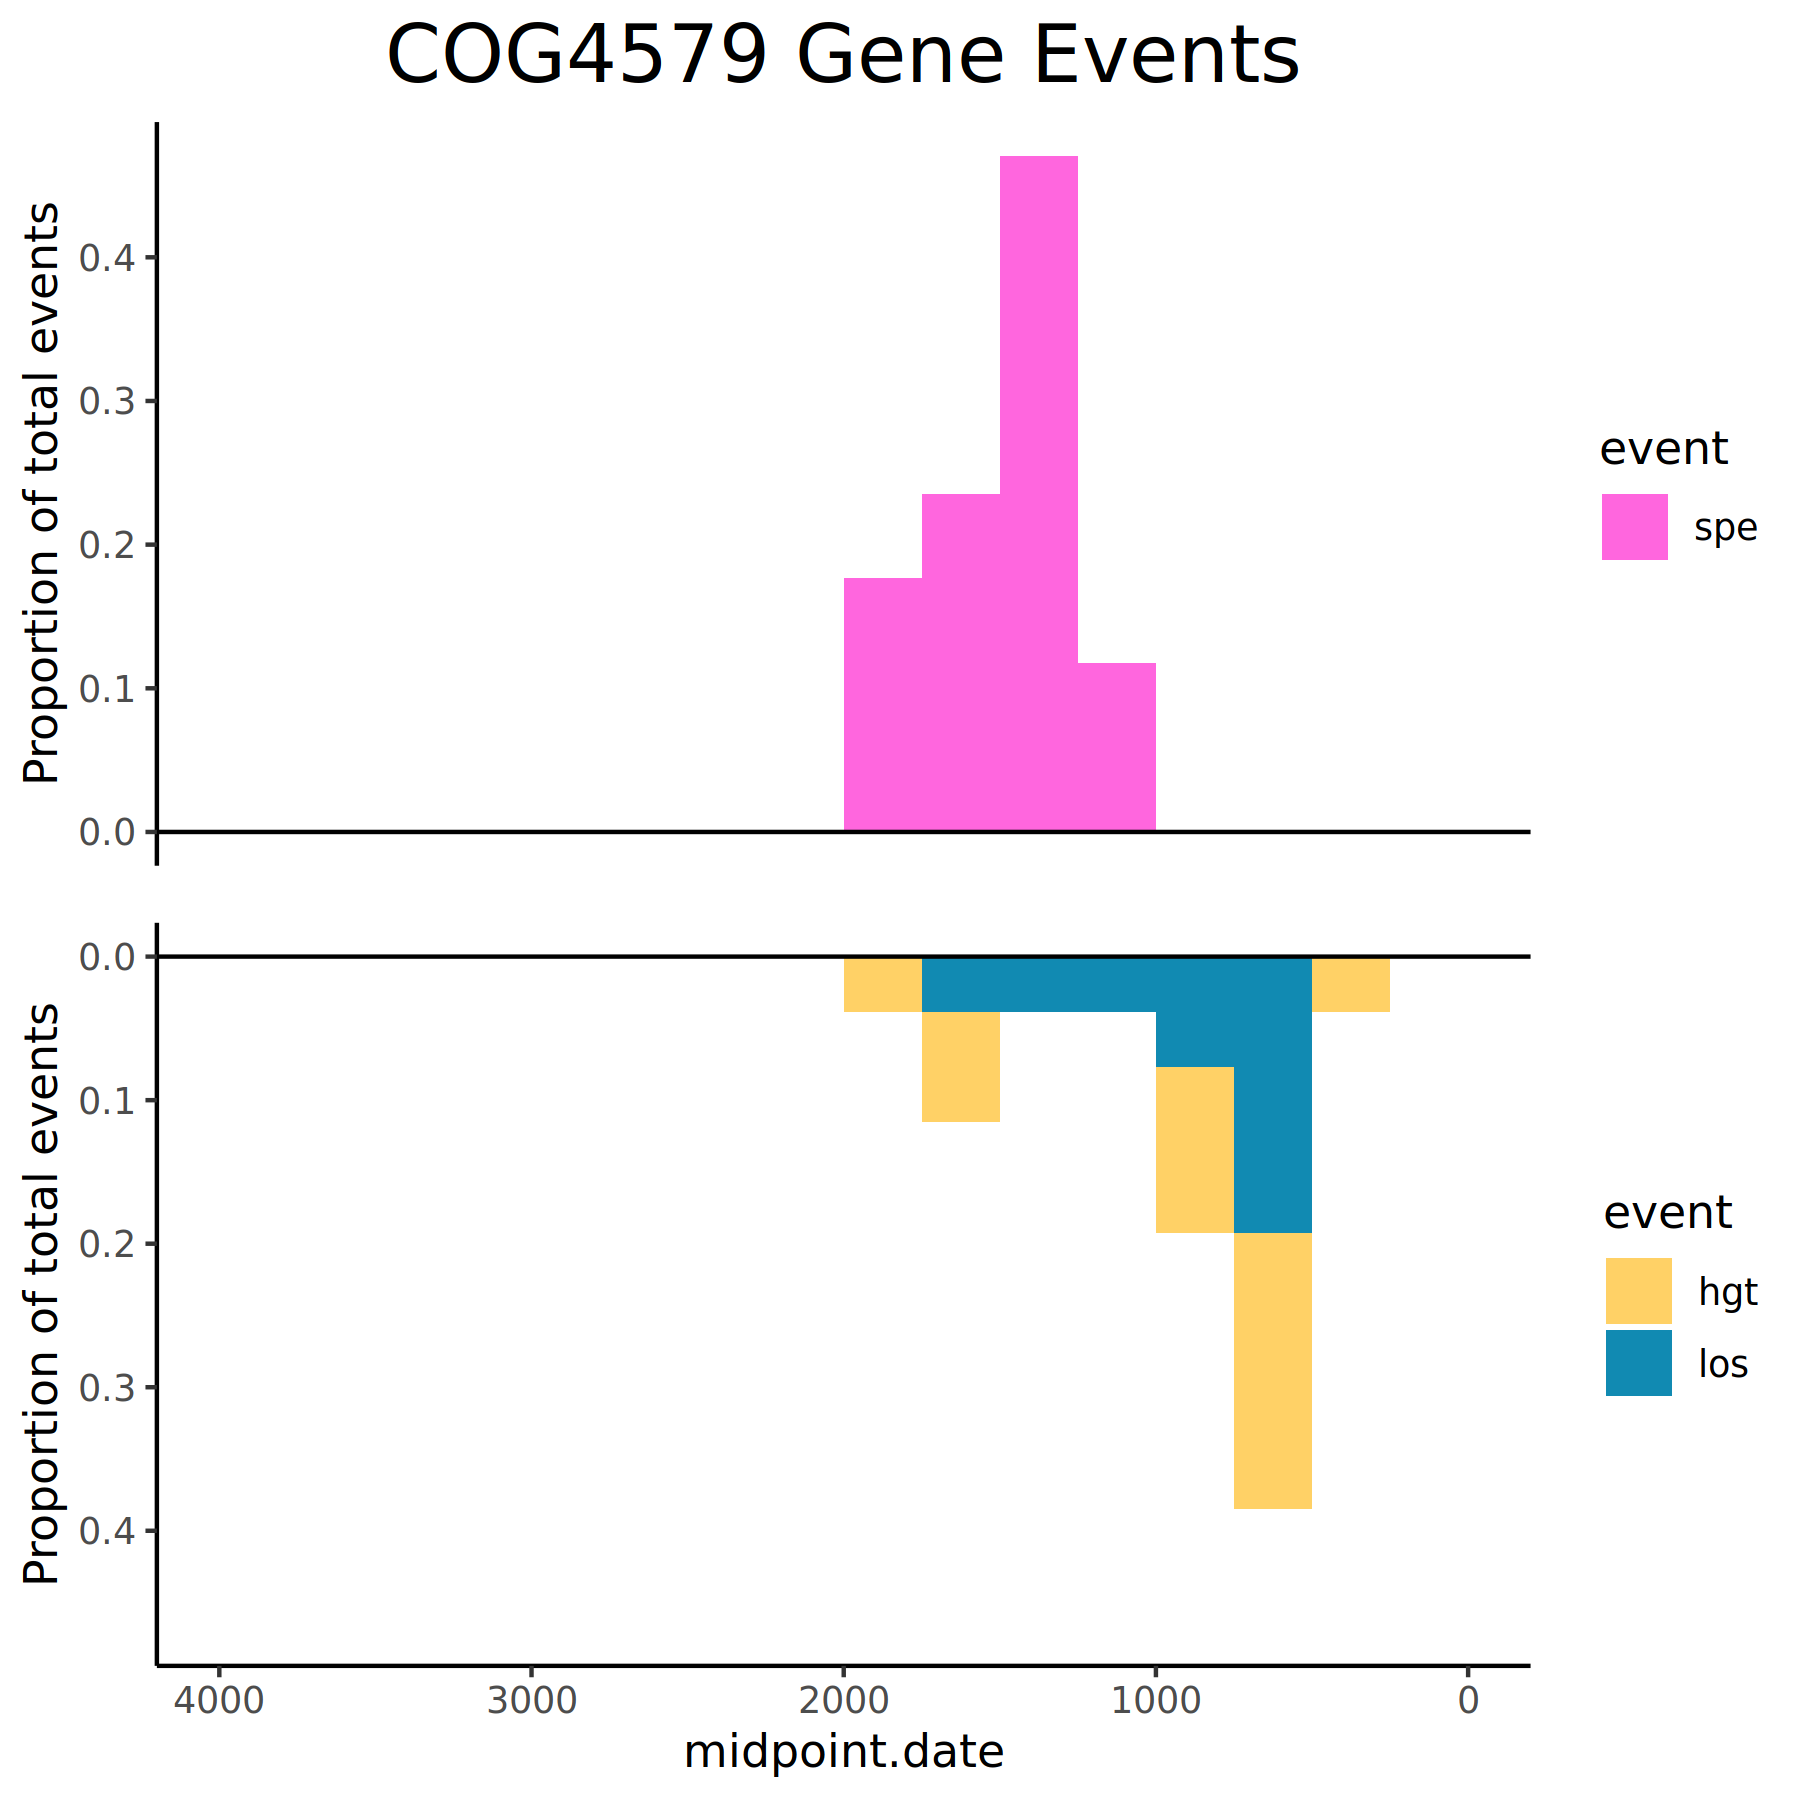 COG4579 Gene Events
Proportion of total events
0.4
0.3
0.2
0.1
0.0
event
spe
Proportion of total events
0.0
0.1
0.2
0.3
0.4
event
hgt
los
4000 3000 2000 1000 0
midpoint.date